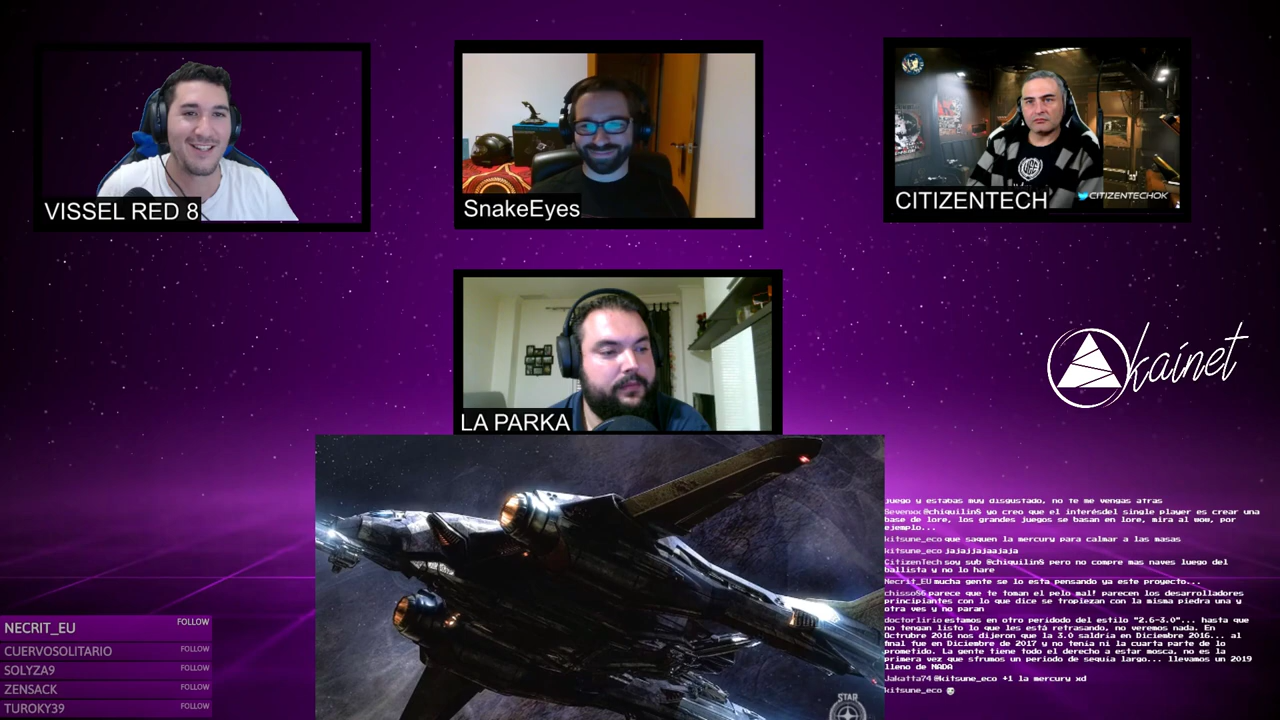 VISSEL RED 8
SnakeEyes
CITIZENTECH
CITIZENTECHOK
LA PARKA
kainet
juego y estabas muy disgustado, no te me vengas atras
Sevenxx @chiquilin8 yo creo que el interésdel single player es crear una
base de lore, los grandes juegos se basan en lore, mira al wow, por
ejemplo...
kitsune_eco que saquen la mercury para calmar a las masas
kitsune_eco jajajjajaajaja
CitizenTech soy sub @chiquilin8 pero no compre mas naves luego del
ballista y no lo hare
Necrit_EU mucha gente se lo esta pensando ya este proyecto...
chisso86 parece que te toman el pelo mal! parecen los desarrolladores
principiantes con lo que dice se tropiezan con la misma piedra una y
otra ves y no paran
doctorlirio estamos en otro perídodo del estilo "2.6-3.0"... hasta que
no tengan listo lo que les está retrasando, no veremos nada. En
Octrubre 2016 nos dijeron que la 3.0 saldría en Diciembre 2016... al
final fue en Diciembre de 2017 y no tenía ni la cuarta parte de lo
prometido. La gente tiene todo el derecho a estar mosca, no es la
primera vez que sfrumos un periodo de sequía largo... llevamos un 2019
lleno de NADA
Jakatta74 @kitsune_eco +1 la mercury xd
kitsune_eco
NECRIT_EU FOLLOW
CUERVOSOLITARIO FOLLOW
SOLYZA9 FOLLOW
ZENSACK FOLLOW
TUROKY39 FOLLOW
STAR